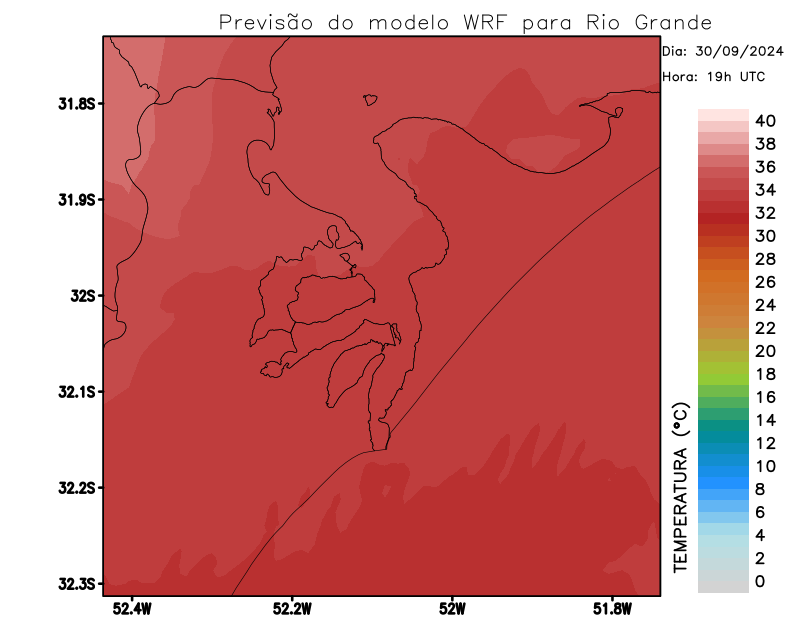 Previsão do modelo WRF para Rio Grande
Dia: 30/09/2024
Hora: 19h UTC
31.8S
31.9S
32S
32.1S
32.2S
32.3S
52.4W
52.2W
52W
51.8W
TEMPERATURA (°C)
40
38
36
34
32
30
28
26
24
22
20
18
16
14
12
10
8
6
4
2
0